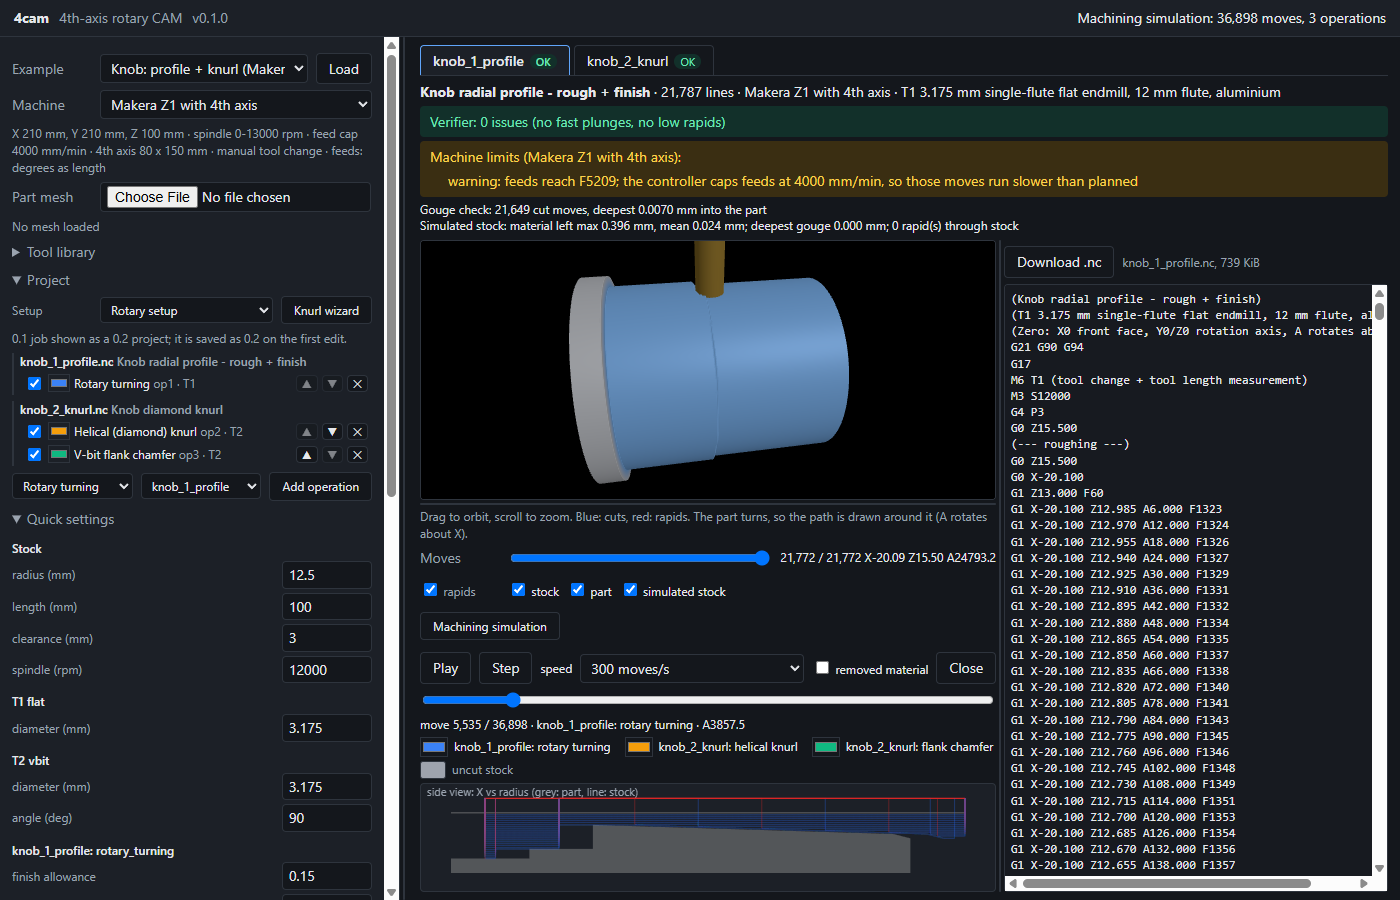 4cam 4th-axis rotary CAM v0.1.0
Machining simulation: 36,898 moves, 3 operations
Example Knob: profile + knurl (Maker Load
Machine Makera Z1 with 4th axis
X 210 mm, Y 210 mm, Z 100 mm · spindle 0-13000 rpm · feed cap
4000 mm/min · 4th axis 80 x 150 mm · manual tool change · feeds:
degrees as length
Part mesh Choose File No file chosen
No mesh loaded
Tool library
Project
Setup Rotary setup Knurl wizard
0.1 job shown as a 0.2 project; it is saved as 0.2 on the first edit.
knob_1_profile.nc Knob radial profile - rough + finish
Rotary turning op1 · T1
knob_2_knurl.nc Knob diamond knurl
Helical (diamond) knurl op2 · T2
V-bit flank chamfer op3 · T2
Rotary turning knob_1_profile Add operation
Quick settings
Stock
radius (mm) 12.5
length (mm) 100
clearance (mm) 3
spindle (rpm) 12000
T1 flat
diameter (mm) 3.175
T2 vbit
diameter (mm) 3.175
angle (deg) 90
knob_1_profile: rotary_turning
finish allowance 0.15
knob_1_profile OK knob_2_knurl OK
Knob radial profile - rough + finish · 21,787 lines · Makera Z1 with 4th axis · T1 3.175 mm single-flute flat endmill, 12 mm flute, aluminium
Verifier: 0 issues (no fast plunges, no low rapids)
Machine limits (Makera Z1 with 4th axis):
warning: feeds reach F5209; the controller caps feeds at 4000 mm/min, so those moves run slower than planned
Gouge check: 21,649 cut moves, deepest 0.0070 mm into the part
Simulated stock: material left max 0.396 mm, mean 0.024 mm; deepest gouge 0.000 mm; 0 rapid(s) through stock
Drag to orbit, scroll to zoom. Blue: cuts, red: rapids. The part turns, so the path is drawn around it (A rotates
about X).
Moves 21,772 / 21,772 X-20.09 Z15.50 A24793.2
rapids stock part simulated stock
Machining simulation
Play Step speed 300 moves/s removed material Close
move 5,535 / 36,898 · knob_1_profile: rotary turning · A3857.5
knob_1_profile: rotary turning knob_2_knurl: helical knurl knob_2_knurl: flank chamfer
uncut stock
side view: X vs radius (grey: part, line: stock)
Download .nc knob_1_profile.nc, 739 KiB
(Knob radial profile - rough + finish)
(T1 3.175 mm single-flute flat endmill, 12 mm flute, al
(Zero: X0 front face, Y0/Z0 rotation axis, A rotates ab
G21 G90 G94
G17
M6 T1 (tool change + tool length measurement)
M3 S12000
G4 P3
G0 Z15.500
(--- roughing ---)
G0 Z15.500
G0 X-20.100
G1 Z13.000 F60
G1 X-20.100 Z12.985 A6.000 F1323
G1 X-20.100 Z12.970 A12.000 F1324
G1 X-20.100 Z12.955 A18.000 F1326
G1 X-20.100 Z12.940 A24.000 F1327
G1 X-20.100 Z12.925 A30.000 F1329
G1 X-20.100 Z12.910 A36.000 F1331
G1 X-20.100 Z12.895 A42.000 F1332
G1 X-20.100 Z12.880 A48.000 F1334
G1 X-20.100 Z12.865 A54.000 F1335
G1 X-20.100 Z12.850 A60.000 F1337
G1 X-20.100 Z12.835 A66.000 F1338
G1 X-20.100 Z12.820 A72.000 F1340
G1 X-20.100 Z12.805 A78.000 F1341
G1 X-20.100 Z12.790 A84.000 F1343
G1 X-20.100 Z12.775 A90.000 F1345
G1 X-20.100 Z12.760 A96.000 F1346
G1 X-20.100 Z12.745 A102.000 F1348
G1 X-20.100 Z12.730 A108.000 F1349
G1 X-20.100 Z12.715 A114.000 F1351
G1 X-20.100 Z12.700 A120.000 F1353
G1 X-20.100 Z12.685 A126.000 F1354
G1 X-20.100 Z12.670 A132.000 F1356
G1 X-20.100 Z12.655 A138.000 F1357